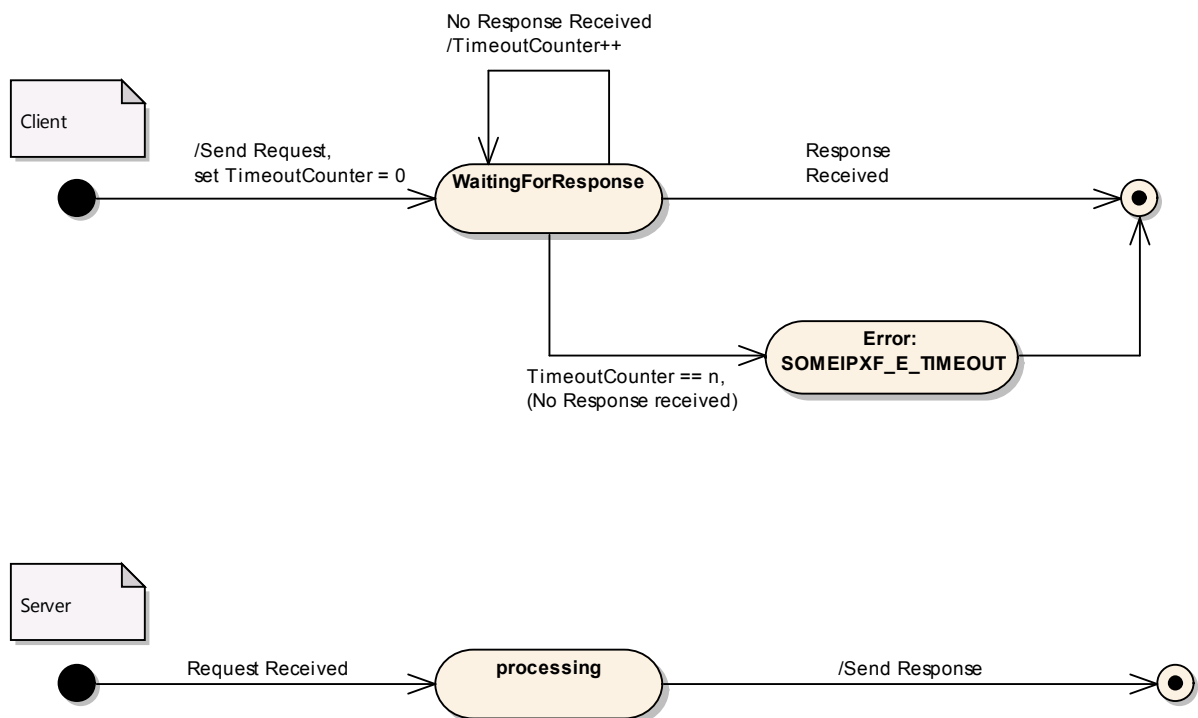 No Response Received
/TimeoutCounter++
Client
/Send Request,
set TimeoutCounter = 0
WaitingForResponse
Response
Received
Error:
SOMEIPXF_E_TIMEOUT
TimeoutCounter == n,
(No Response received)
Server
Request Received
processing
/Send Response